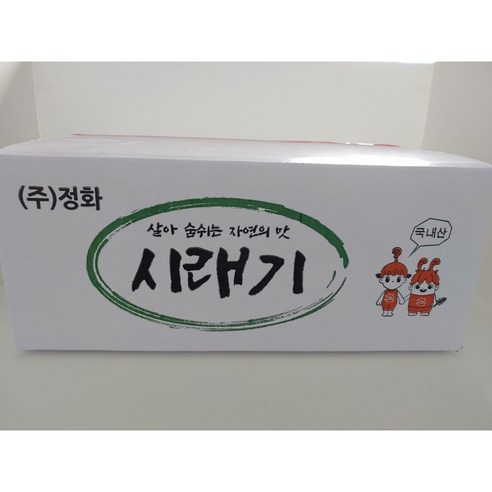 (주)정화
살아 숨쉬는 자연의 맛
시래기
국내산